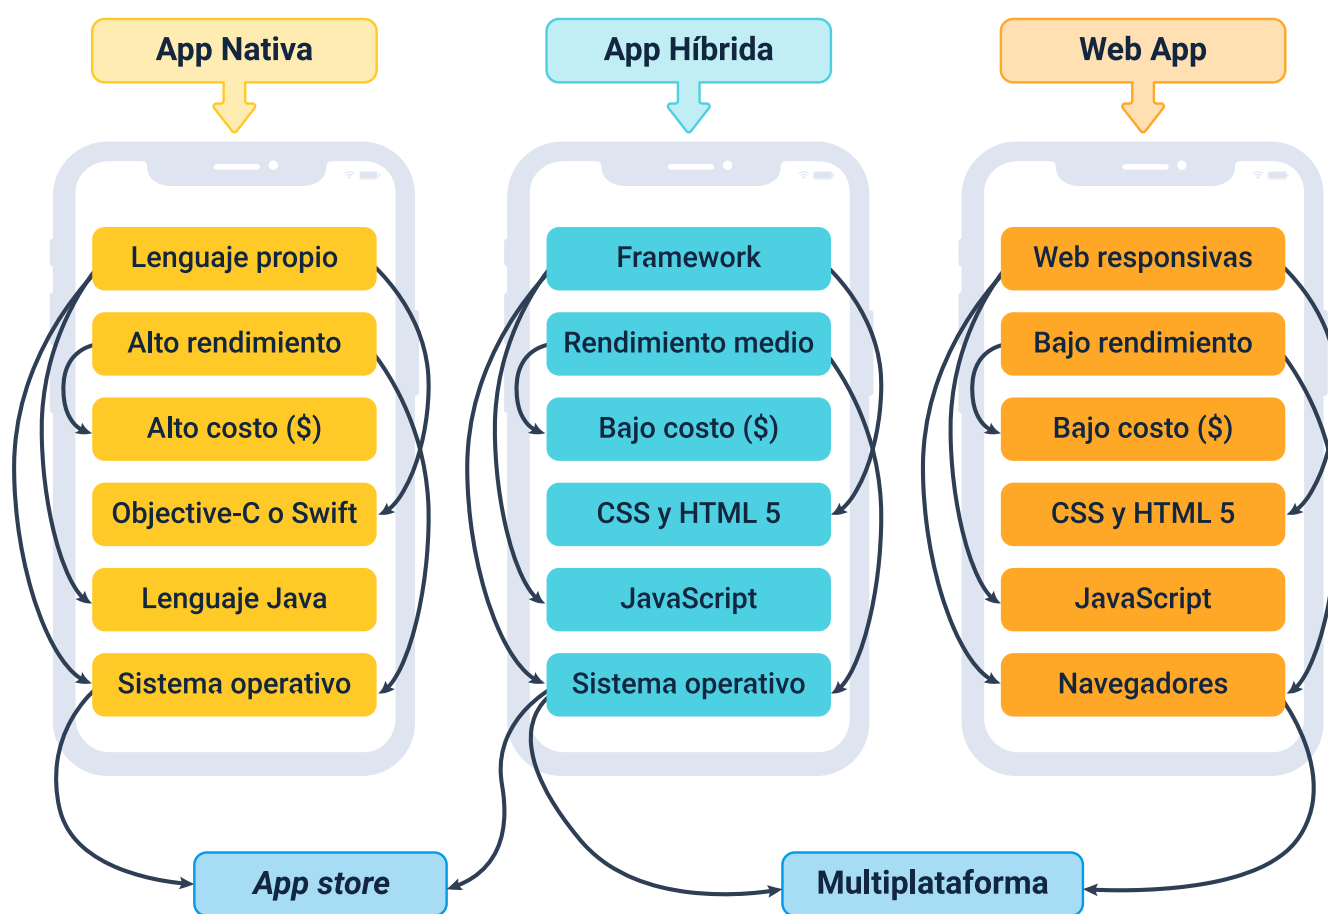 App Nativa
App Híbrida
Web App
Lenguaje propio
Alto rendimiento
Alto costo ($)
Objective-C o Swift
Lenguaje Java
Sistema operativo
Framework
Rendimiento medio
Bajo costo ($)
CSS y HTML 5
JavaScript
Sistema operativo
Web responsivas
Bajo rendimiento
Bajo costo ($)
CSS y HTML 5
JavaScript
Navegadores
App store
Multiplataforma